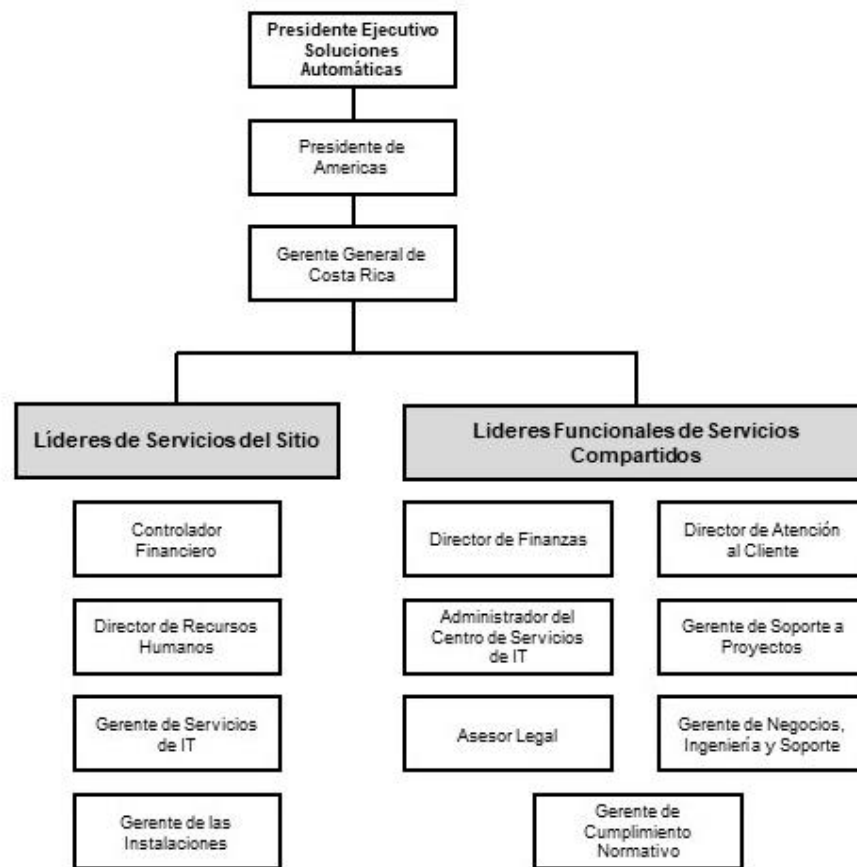 Presidente Ejecutivo
Soluciones
Automáticas
Presidente de
Americas
Gerente General de
Costa Rica
Líderes de Servicios del Sitio
Lideres Funcionales de Servicios
Compartidos
Controlador
Financiero
Director de Recursos
Humanos
Gerente de Servicios
de IT
Gerente de las
Instalaciones
Director de Finanzas
Director de Atención
al Cliente
Administrador del
Centro de Servicios
de IT
Gerente de Soporte a
Proyectos
Asesor Legal
Gerente de Negocios,
Ingeniería y Soporte
Gerente de
Cumplimiento
Normativo